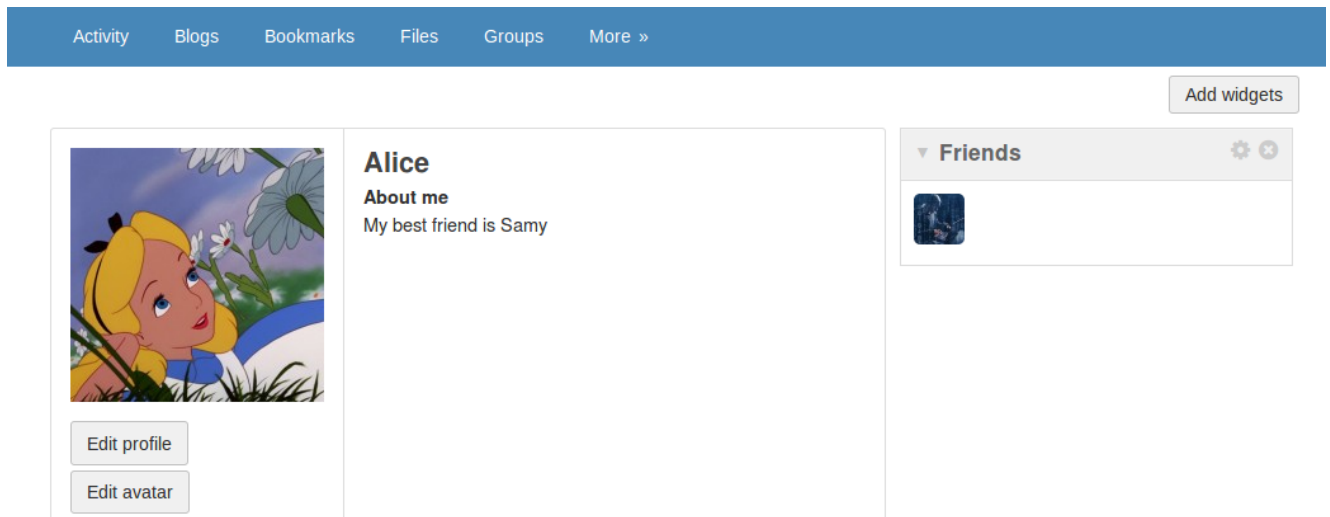 Activity Blogs Bookmarks Files Groups More »
Add widgets
Alice
About me
My best friend is Samy
Friends
Edit profile
Edit avatar